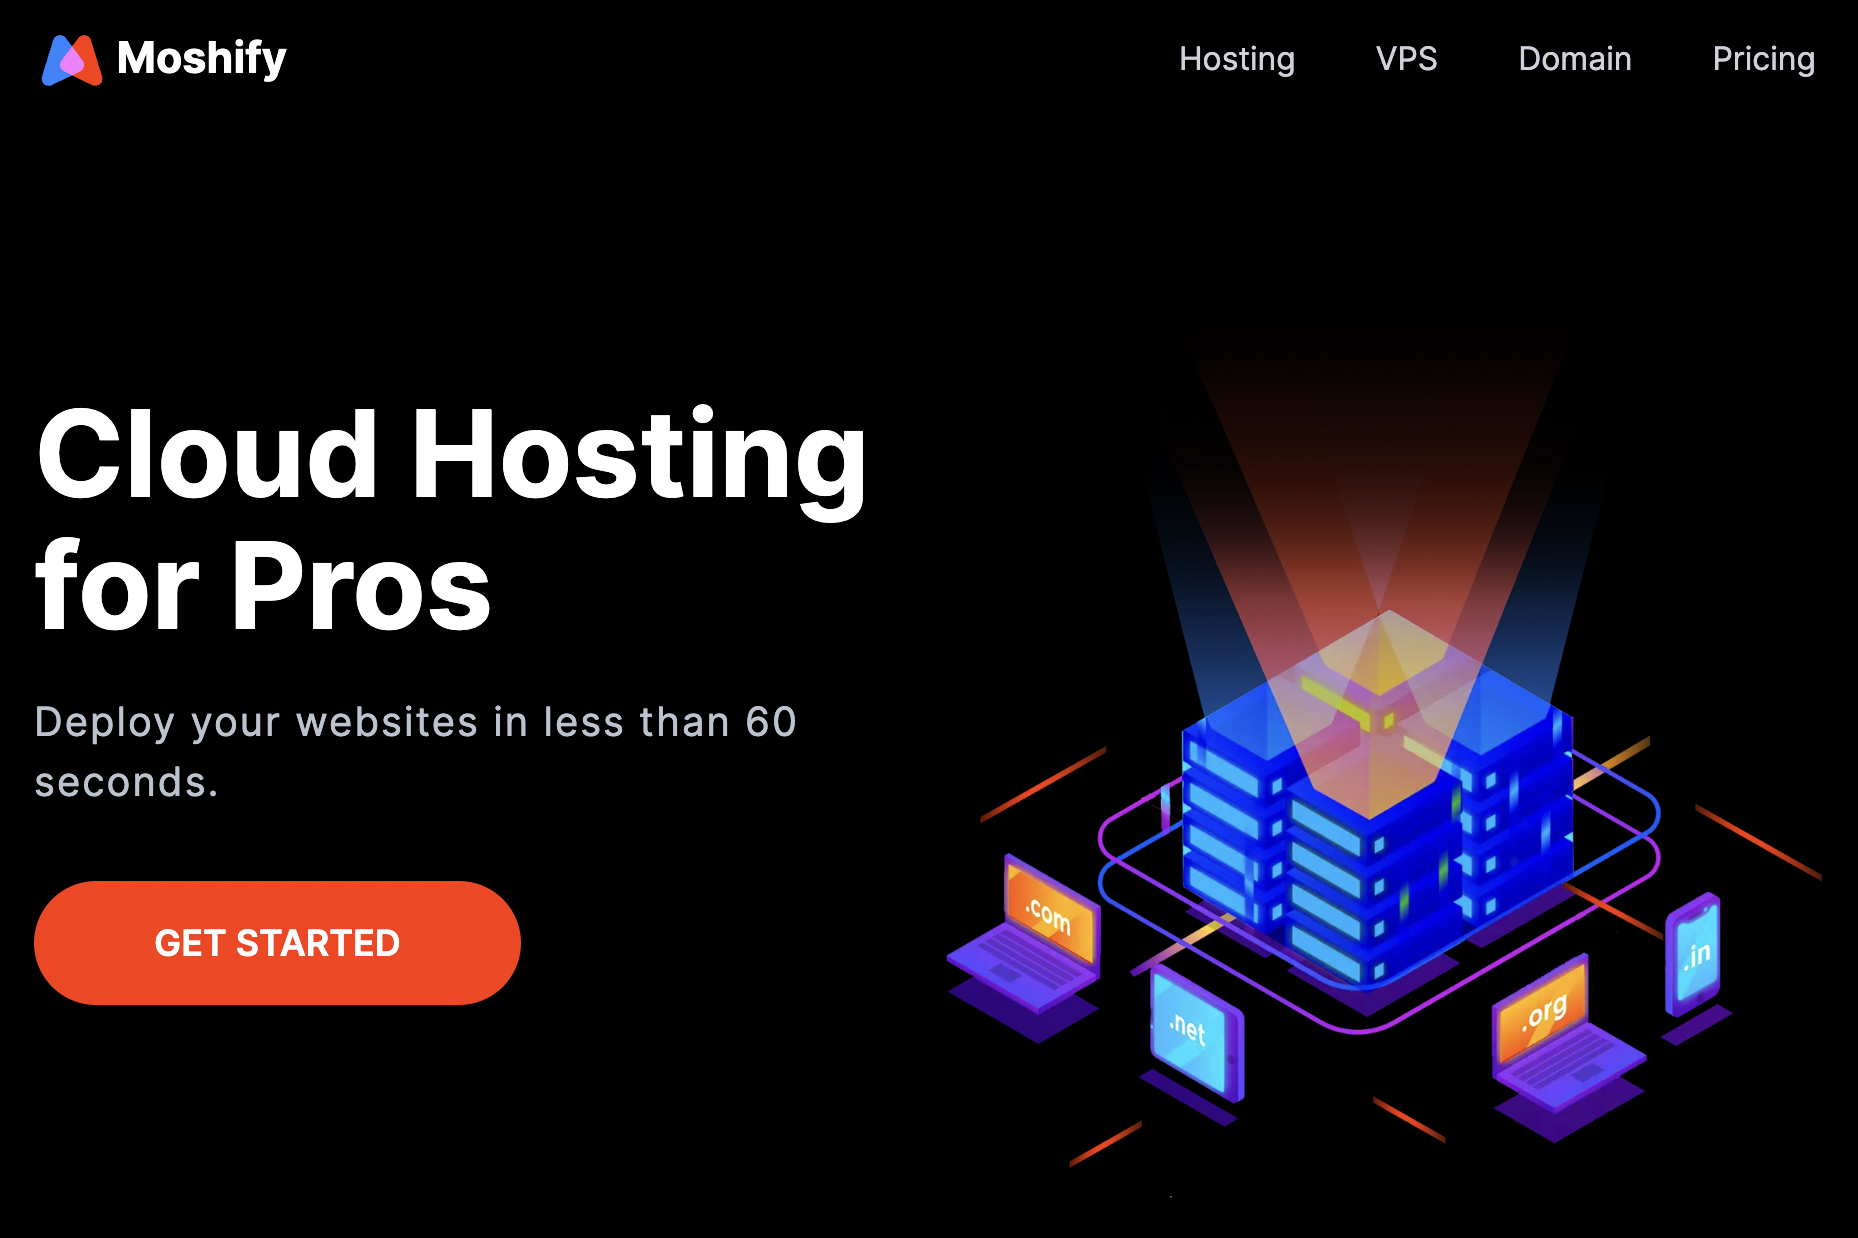 Moshify
Hosting
VPS
Domain
Pricing
Cloud Hosting
for Pros
Deploy your websites in less than 60
seconds.
GET STARTED
.com
.net
.org
.in